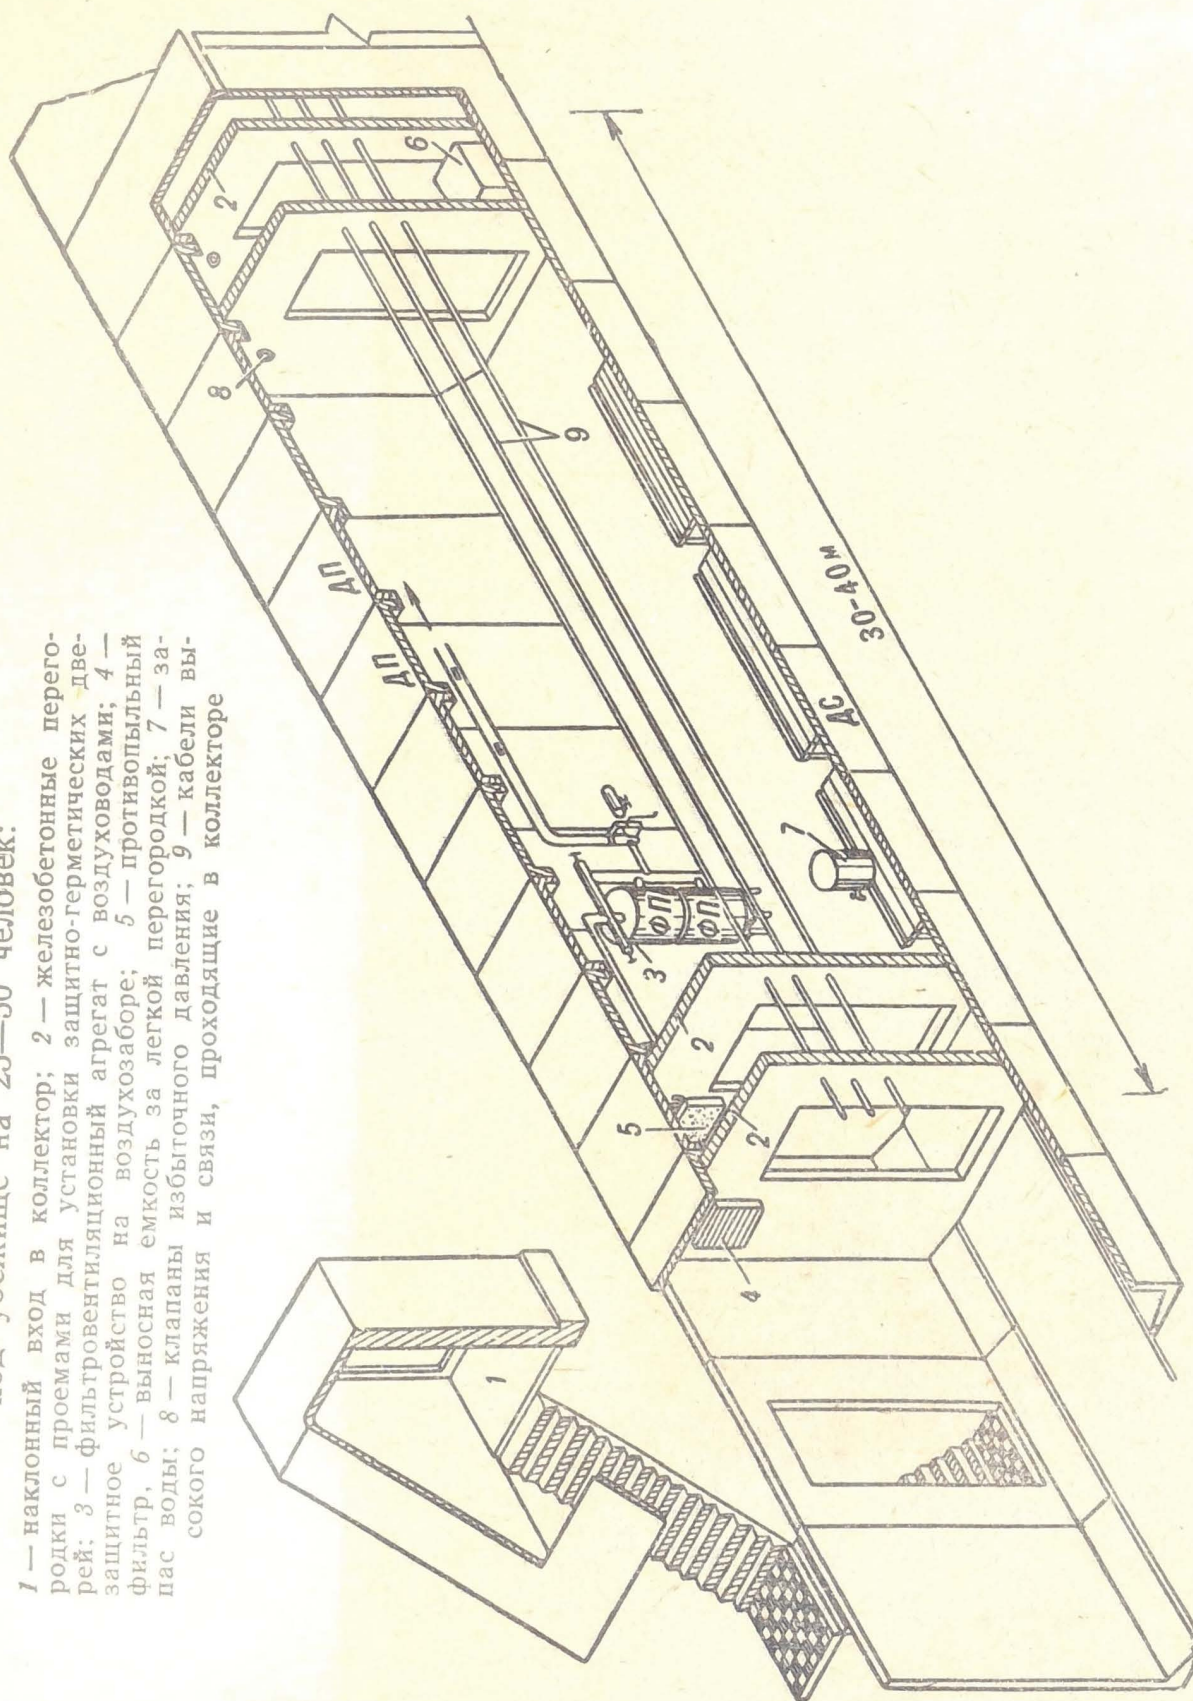 под убежище на 25—30 человек:
1 — наклонный вход в коллектор; 2 — железобетонные перего-
родки с проемами для установки защитно-герметических две-
рей; 3 — фильтровентиляционный агрегат с воздуховодами; 4 —
защитное устройство на воздухозаборе; 5 — противопыльный
фильтр, 6 — выносная емкость за легкой перегородкой; 7 — за-
пас воды; 8 — клапаны избыточного давления; 9 — кабели вы-
сокого напряжения и связи, проходящие в коллекторе
1
2
2
2
2
3
4
5
6
7
8
9
ДП
ДП
ДС
ФП
ФП
30-40м